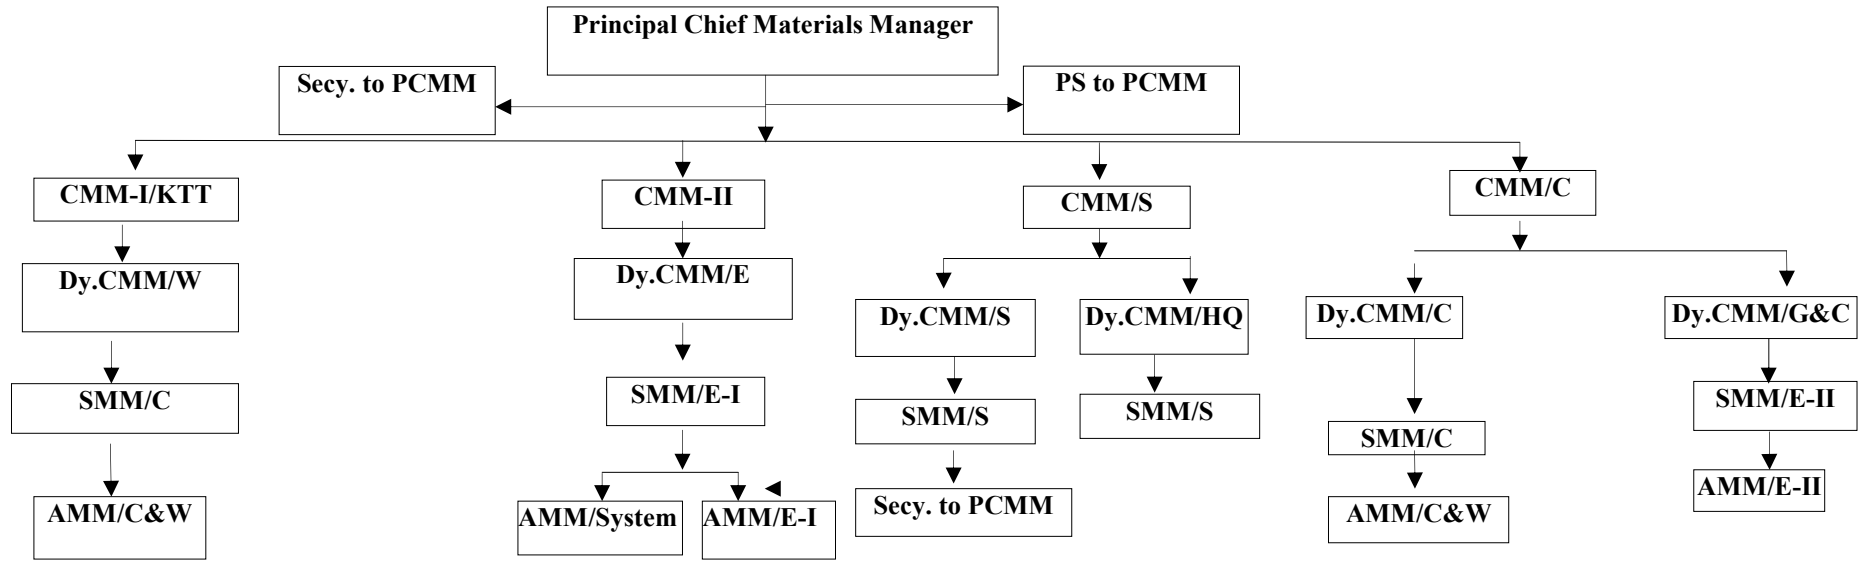 Principal Chief Materials Manager
Secy. to PCMM
PS to PCMM
CMM-I/KTT
CMM-II
CMM/S
CMM/C
Dy.CMM/W
Dy.CMM/E
Dy.CMM/S
Dy.CMM/HQ
Dy.CMM/C
Dy.CMM/G&C
SMM/C
SMM/E-I
SMM/S
SMM/S
SMM/C
SMM/E-II
AMM/C&W
AMM/System
AMM/E-I
Secy. to PCMM
AMM/C&W
AMM/E-II